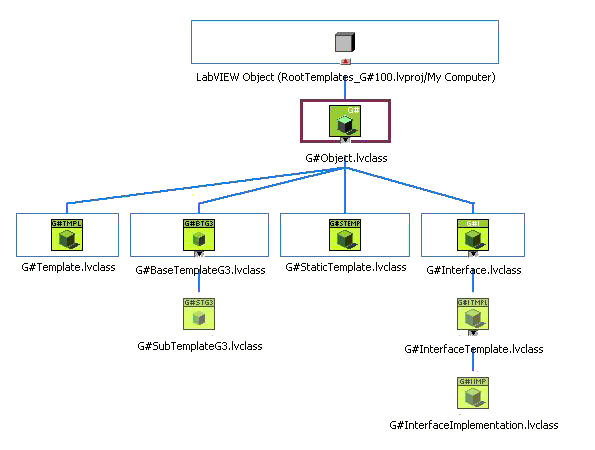 LabVIEW Object (RootTemplates_G#100.lvproj/My Computer)
G#
G#Object.lvclass
G#TMPL
G#BTG3
G#STEMP
G#I
G#Template.lvclass
G#BaseTemplateG3.lvclass
G#StaticTemplate.lvclass
G#Interface.lvclass
G#STG3
G#ITMPL
G#SubTemplateG3.lvclass
G#InterfaceTemplate.lvclass
G#IIMP
G#InterfaceImplementation.lvclass